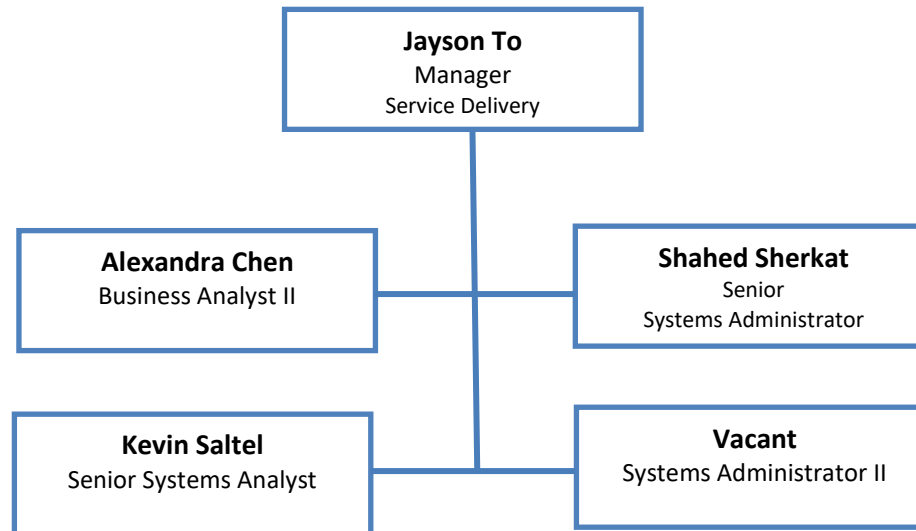 Jayson To
Manager
Service Delivery
Alexandra Chen
Business Analyst II
Shahed Sherkat
Senior
Systems Administrator
Kevin Saltel
Senior Systems Analyst
Vacant
Systems Administrator II